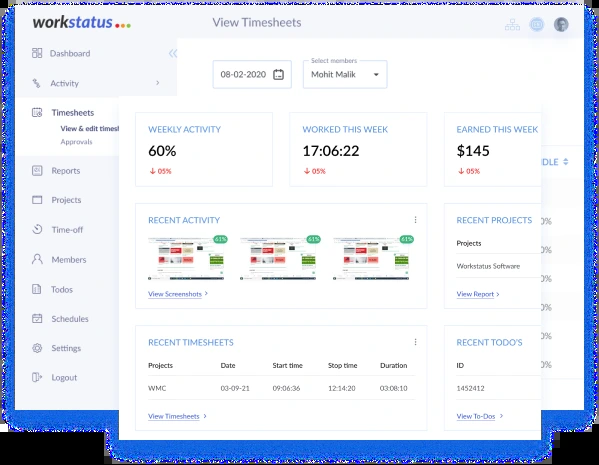 workstatus
View Timesheets
Dashboard
Activity
Timesheets
View & edit timesh
Approvals
Reports
Projects
Time-off
Members
Todos
Schedules
Settings
Logout
08-02-2020
Select members
Mohit Malik
WEEKLY ACTIVITY
60%
05%
WORKED THIS WEEK
17:06:22
05%
EARNED THIS WEEK
$145
05%
DLE
RECENT ACTIVITY
61% 61% 61%
View Screenshots
RECENT PROJECTS
Projects
Workstatus Software
View Report
0%
0%
0%
0%
0%
0%
RECENT TIMESHEETS
Projects Date Start time Stop time Duration
WMC 03-09-21 09:06:36 12:14:20 03:08:10
View Timesheets
RECENT TODO'S
ID
1452412
View To-Dos